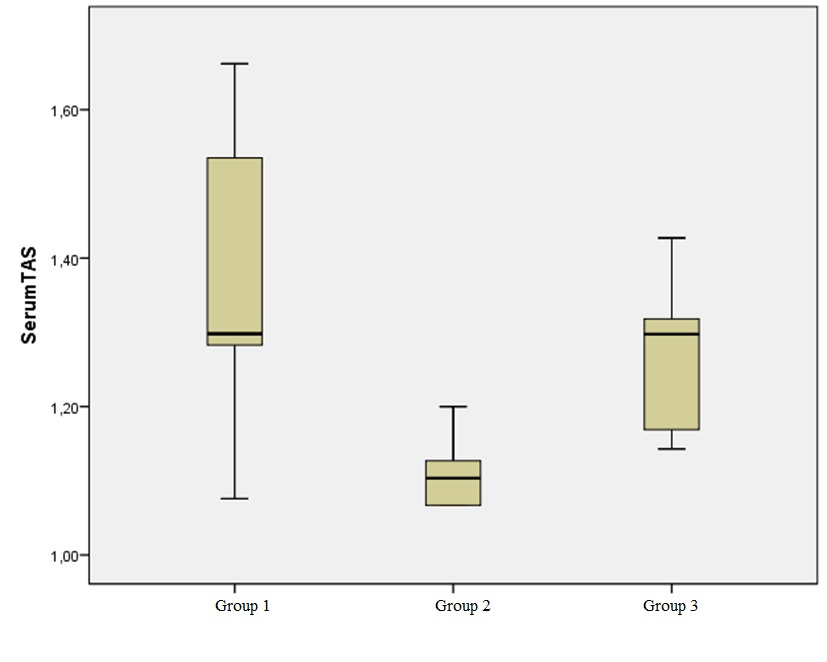 SerumTAS
1,60
1,40
1,20
1,00
Group 1
Group 2
Group 3